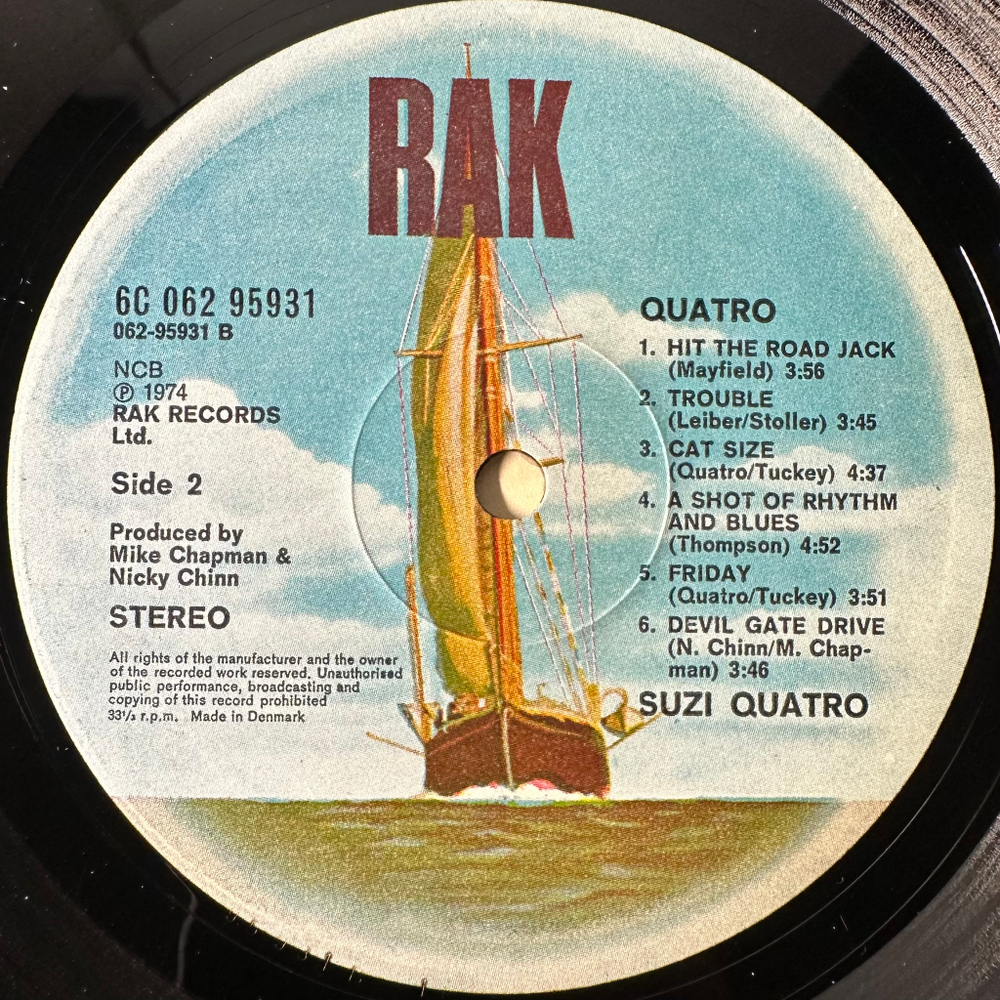 RAK
6C 062 95931
062-95931 B
NCB
Ⓟ 1974
RAK RECORDS
Ltd.
Side 2
Produced by
Mike Chapman &
Nicky Chinn
STEREO
All rights of the manufacturer and the owner
of the recorded work reserved. Unauthorised
public performance, broadcasting and
copying of this record prohibited
33⅓ r.p.m. Made in Denmark
QUATRO
1. HIT THE ROAD JACK
(Mayfield) 3:56
2. TROUBLE
(Leiber/Stoller) 3:45
3. CAT SIZE
(Quatro/Tuckey) 4:37
4. A SHOT OF RHYTHM
AND BLUES
(Thompson) 4:52
5. FRIDAY
(Quatro/Tuckey) 3:51
6. DEVIL GATE DRIVE
(N. Chinn/M. Chap-
man) 3:46
SUZI QUATRO